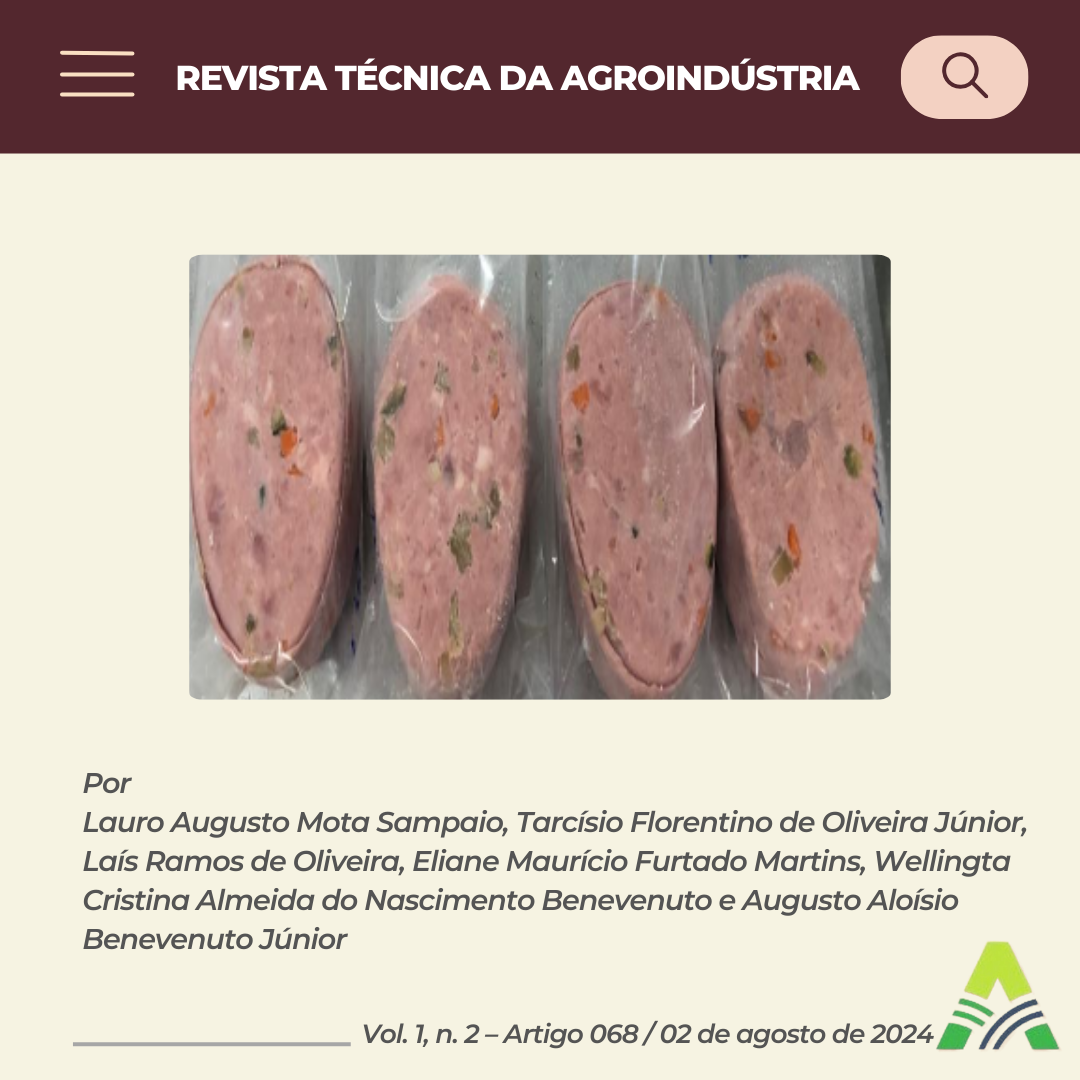 REVISTA TÉCNICA DA AGROINDÚSTRIA
Por
Lauro Augusto Mota Sampaio, Tarcísio Florentino de Oliveira Júnior,
Laís Ramos de Oliveira, Eliane Maurício Furtado Martins, Wellingta
Cristina Almeida do Nascimento Benevenuto e Augusto Aloísio
Benevenuto Júnior
Vol. 1, n. 2 – Artigo 068 / 02 de agosto de 2024